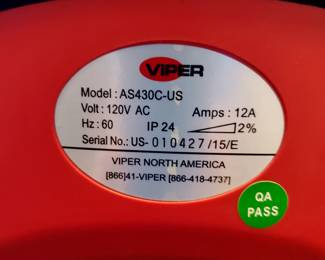 VIPER
Model : AS430C-US
Volt : 120V AC Amps : 12A
Hz : 60 IP 24 2%
Serial No.: US- 010427 /15/E
VIPER NORTH AMERICA
[866]41-VIPER [866-418-4737]
QA
PASS